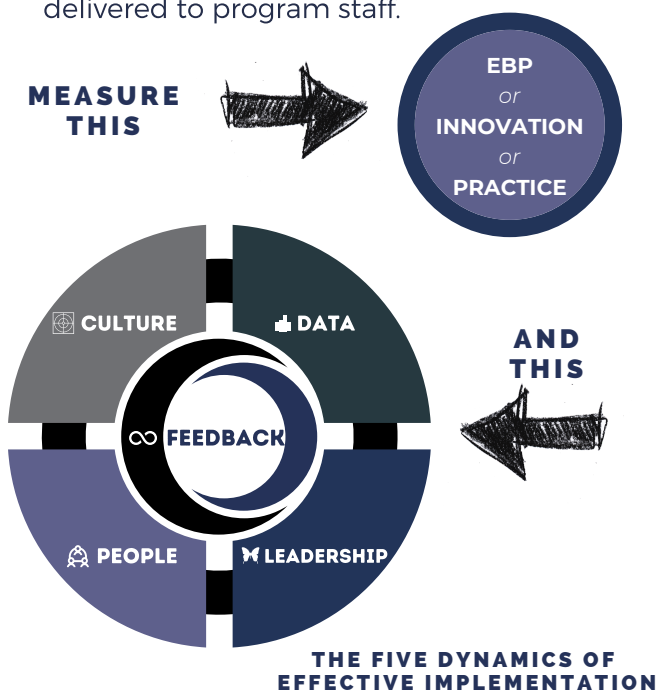 delivered to program staff.
MEASURE
THIS
EBP
or
INNOVATION
or
PRACTICE
CULTURE
DATA
AND
THIS
FEEDBACK
PEOPLE
LEADERSHIP
THE FIVE DYNAMICS OF
EFFECTIVE IMPLEMENTATION